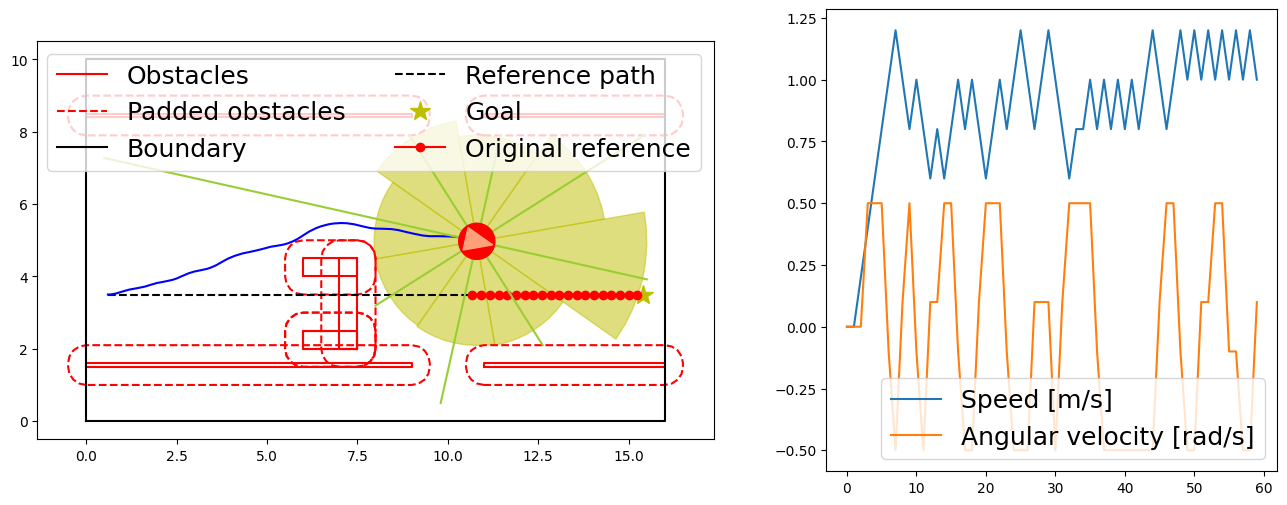 10
8
6
4
2
0
0.0 2.5 5.0 7.5 10.0 12.5 15.0
Obstacles
Padded obstacles
Boundary
Reference path
Goal
Original reference
1.25
1.00
0.75
0.50
0.25
0.00
−0.25
−0.50
0 10 20 30 40 50 60
Speed [m/s]
Angular velocity [rad/s]